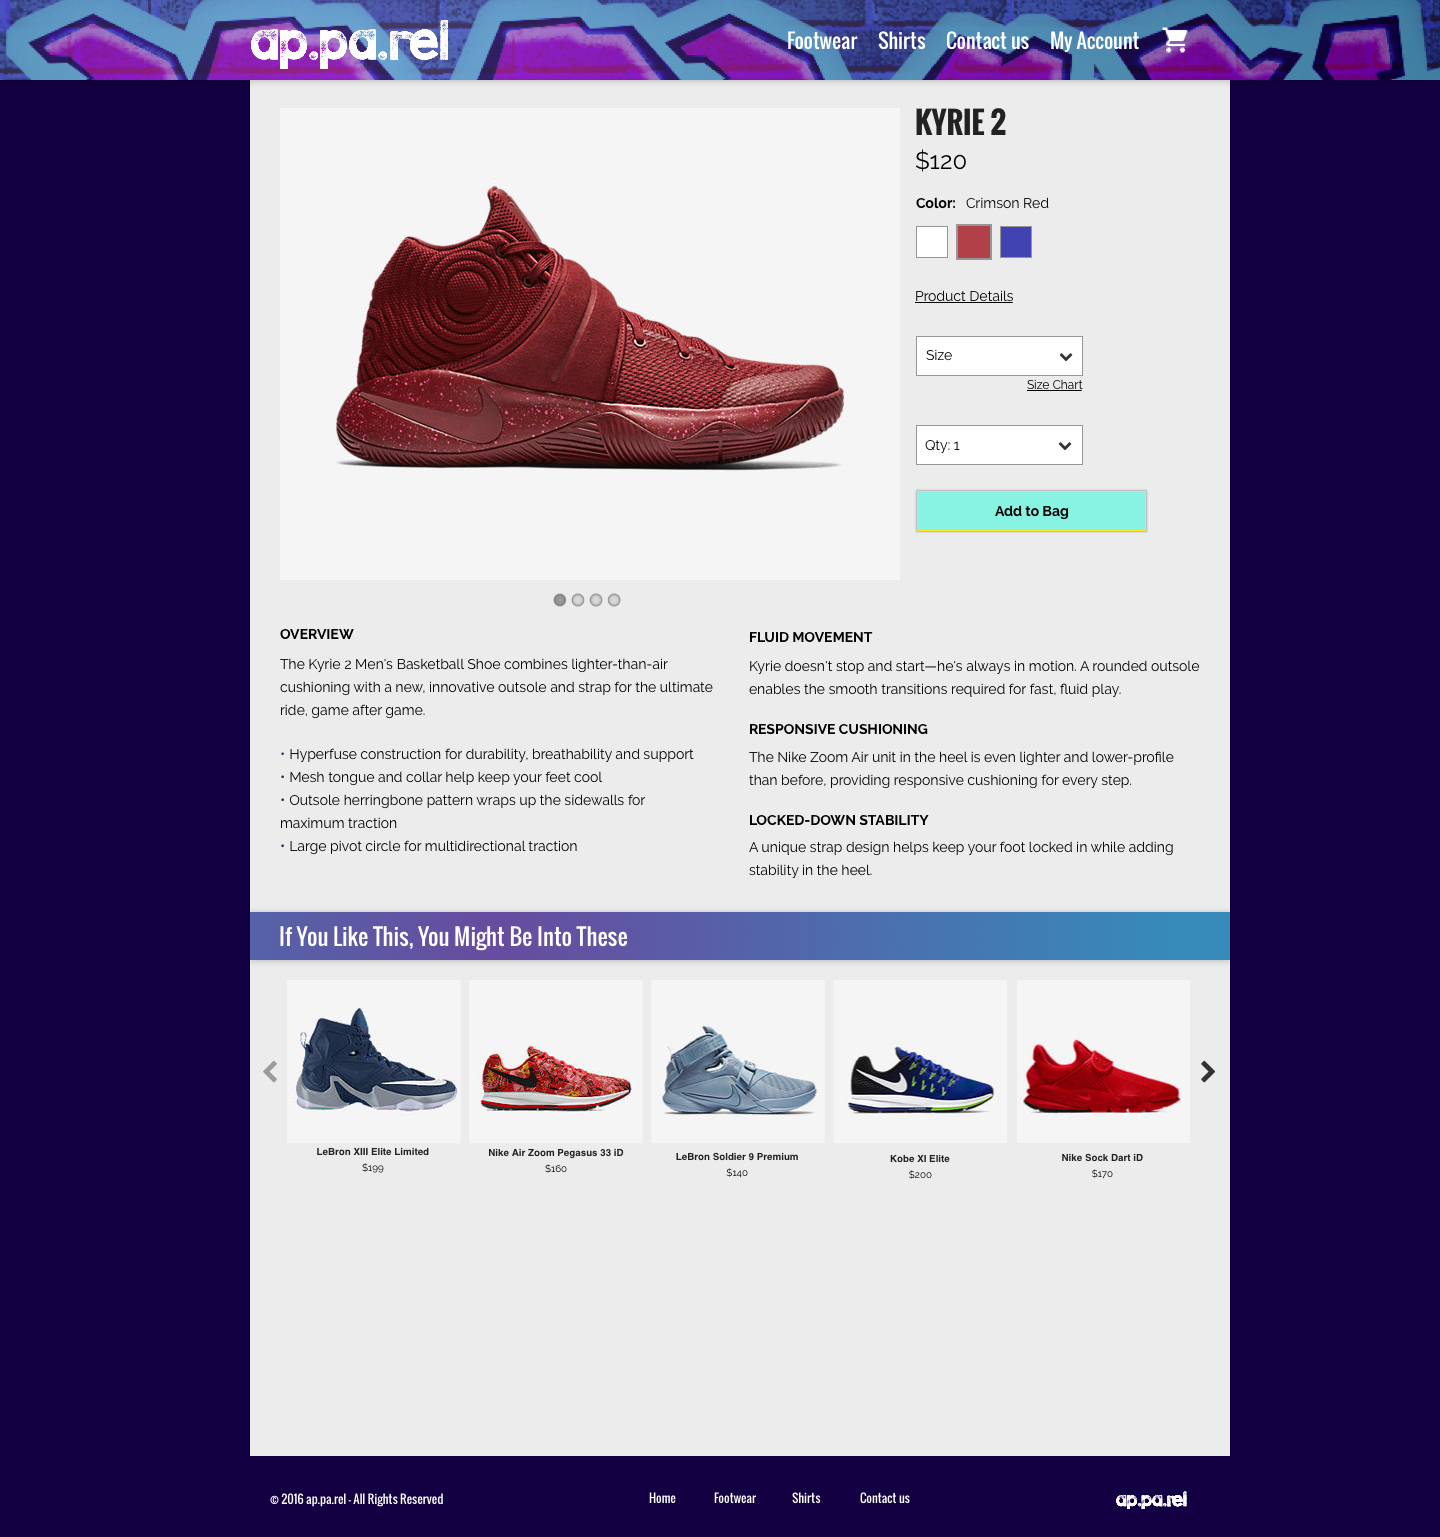 ap.pa.rel
Footwear Shirts Contact us My Account
KYRIE 2
$120
Color: Crimson Red
Product Details
Size
Size Chart
Qty: 1
Add to Bag
OVERVIEW
The Kyrie 2 Men's Basketball Shoe combines lighter-than-air
cushioning with a new, innovative outsole and strap for the ultimate
ride, game after game.
• Hyperfuse construction for durability, breathability and support
• Mesh tongue and collar help keep your feet cool
• Outsole herringbone pattern wraps up the sidewalls for
maximum traction
• Large pivot circle for multidirectional traction
FLUID MOVEMENT
Kyrie doesn't stop and start—he's always in motion. A rounded outsole
enables the smooth transitions required for fast, fluid play.
RESPONSIVE CUSHIONING
The Nike Zoom Air unit in the heel is even lighter and lower-profile
than before, providing responsive cushioning for every step.
LOCKED-DOWN STABILITY
A unique strap design helps keep your foot locked in while adding
stability in the heel.
If You Like This, You Might Be Into These
LeBron XIII Elite Limited
$199
Nike Air Zoom Pegasus 33 iD
$160
LeBron Soldier 9 Premium
$140
Kobe XI Elite
$200
Nike Sock Dart iD
$170
© 2016 ap.pa.rel - All Rights Reserved
Home Footwear Shirts Contact us
ap.pa.rel